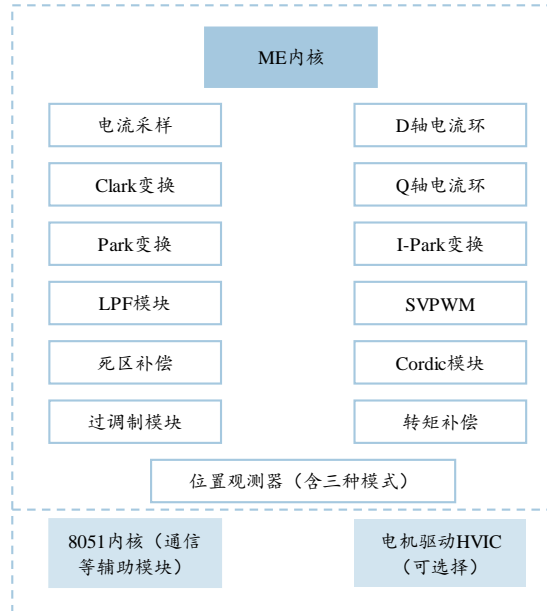 ME内核
电流采样
D轴电流环
Clark变换
Q轴电流环
Park变换
I-Park变换
LPF模块
SVPWM
死区补偿
Cordic模块
过调制模块
转矩补偿
位置观测器（含三种模式）
8051内核（通信
等辅助模块）
电机驱动HVIC
（可选择）